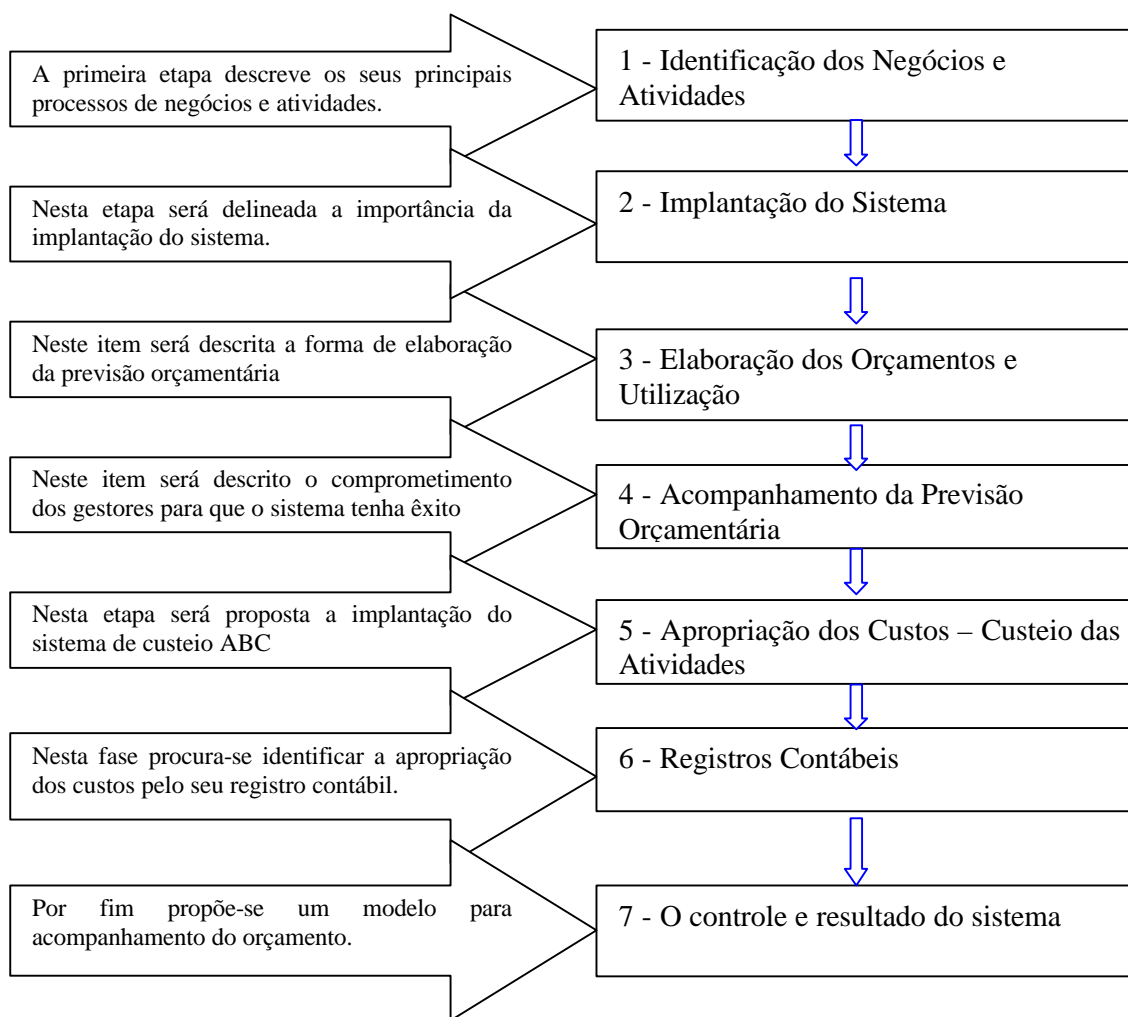 A primeira etapa descreve os seus principais
processos de negócios e atividades.
1 - Identificação dos Negócios e
Atividades
Nesta etapa será delineada a importância da
implantação do sistema.
2 - Implantação do Sistema
Neste item será descrita a forma de elaboração
da previsão orçamentária
3 - Elaboração dos Orçamentos e
Utilização
Neste item será descrito o comprometimento
dos gestores para que o sistema tenha êxito
4 - Acompanhamento da Previsão
Orçamentária
Nesta etapa será proposta a implantação do
sistema de custeio ABC
5 - Apropriação dos Custos – Custeio das
Atividades
Nesta fase procura-se identificar a apropriação
dos custos pelo seu registro contábil.
6 - Registros Contábeis
Por fim propõe-se um modelo para
acompanhamento do orçamento.
7 - O controle e resultado do sistema